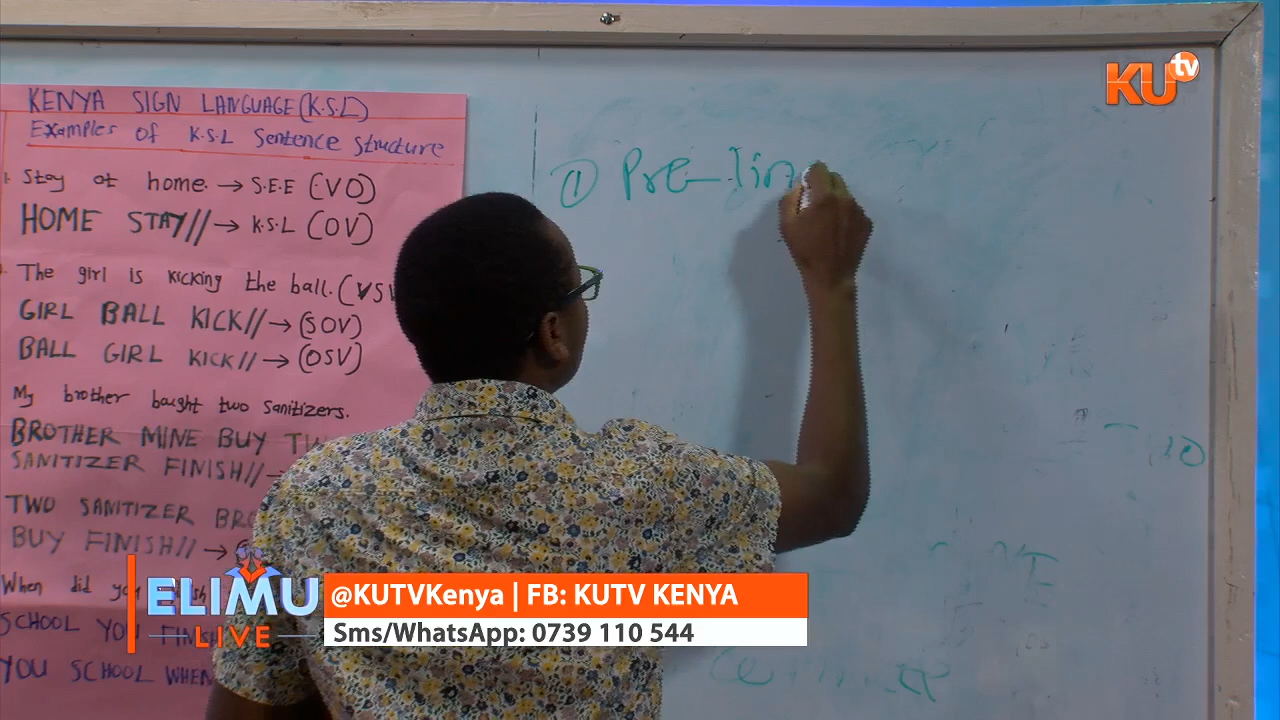 KENYA SIGN LANGUAGE(K.S.L)
Examples of K.S.L Sentence structure
1. Stay at home. → S.E.E (VO)
HOME STAY// → K.S.L (OV)
The girl is kicking the ball. (
GIRL BALL KICK// → (SOV)
BALL GIRL KICK// → (OSV)
My brother bought two sanitizers.
BROTHER MINE BUY
SANITIZER FINISH// →
TWO SANITIZER
BUY FINISH// →
When did
SCHOOL YOU
YOU SCHOOL WHEN
① Pre-lin
KU tv
ELIMU
LIVE
@KUTVKenya | FB: KUTV KENYA
Sms/WhatsApp: 0739 110 544